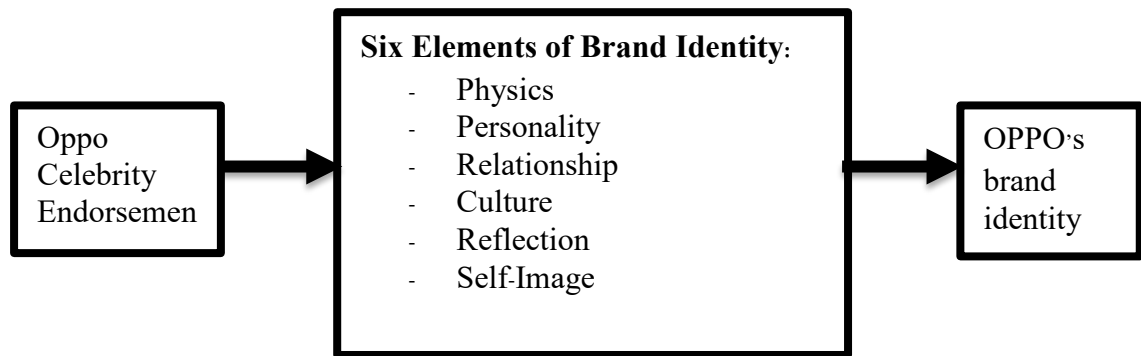 Oppo
Celebrity
Endorsemen
Six Elements of Brand Identity:
- Physics
- Personality
- Relationship
- Culture
- Reflection
- Self-Image
OPPO's
brand
identity